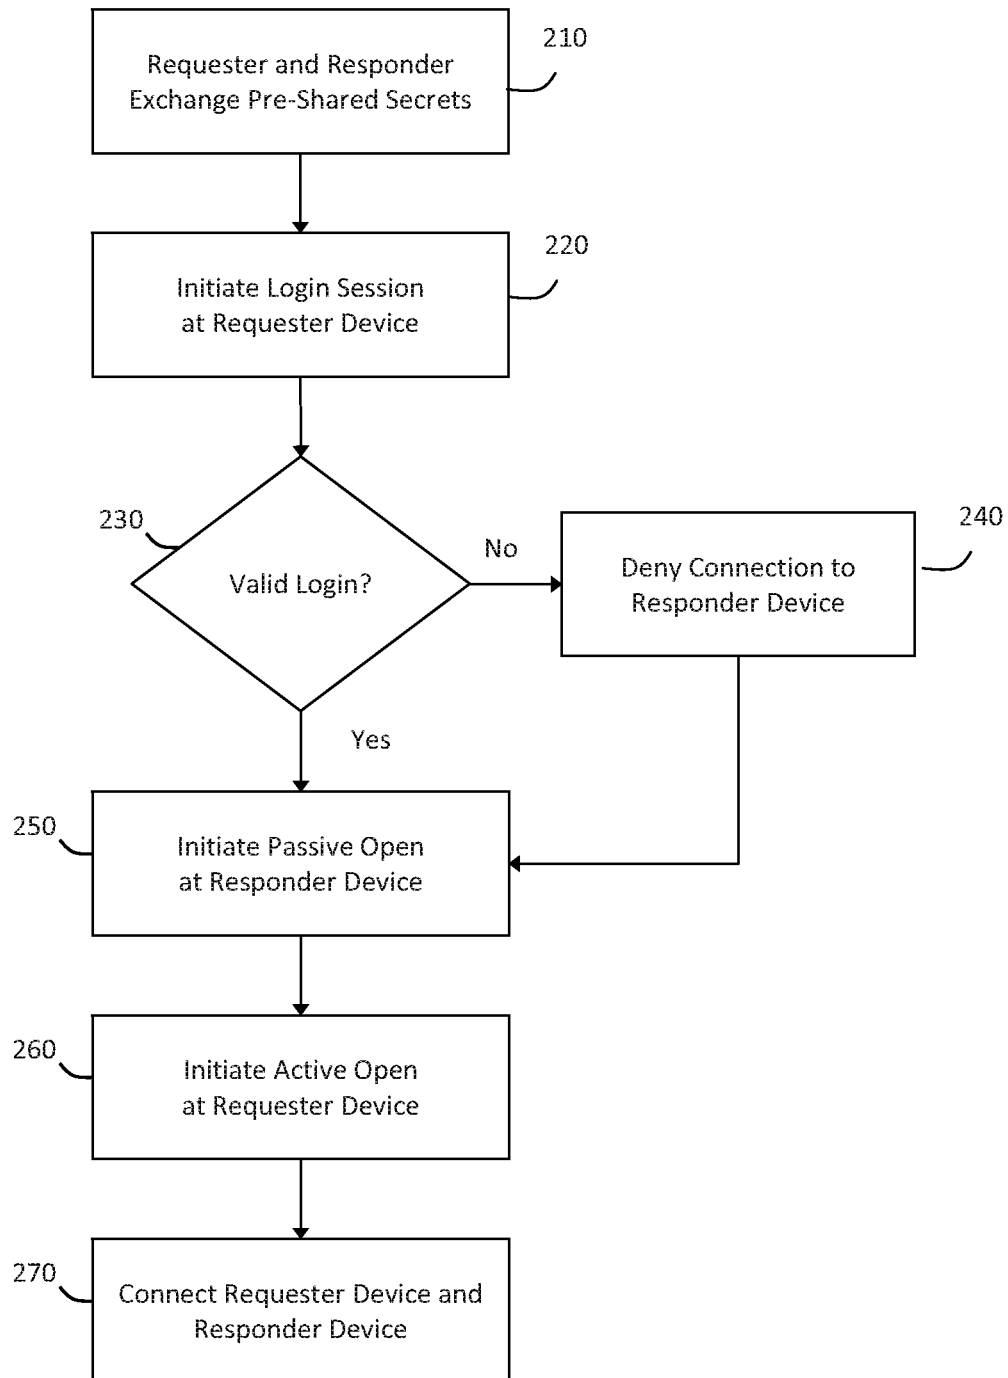 Requester and Responder
Exchange Pre-Shared Secrets
210
Initiate Login Session
at Requester Device
220
230
Valid Login?
No
Deny Connection to
Responder Device
240
Yes
250
Initiate Passive Open
at Responder Device
260
Initiate Active Open
at Requester Device
270
Connect Requester Device and
Responder Device